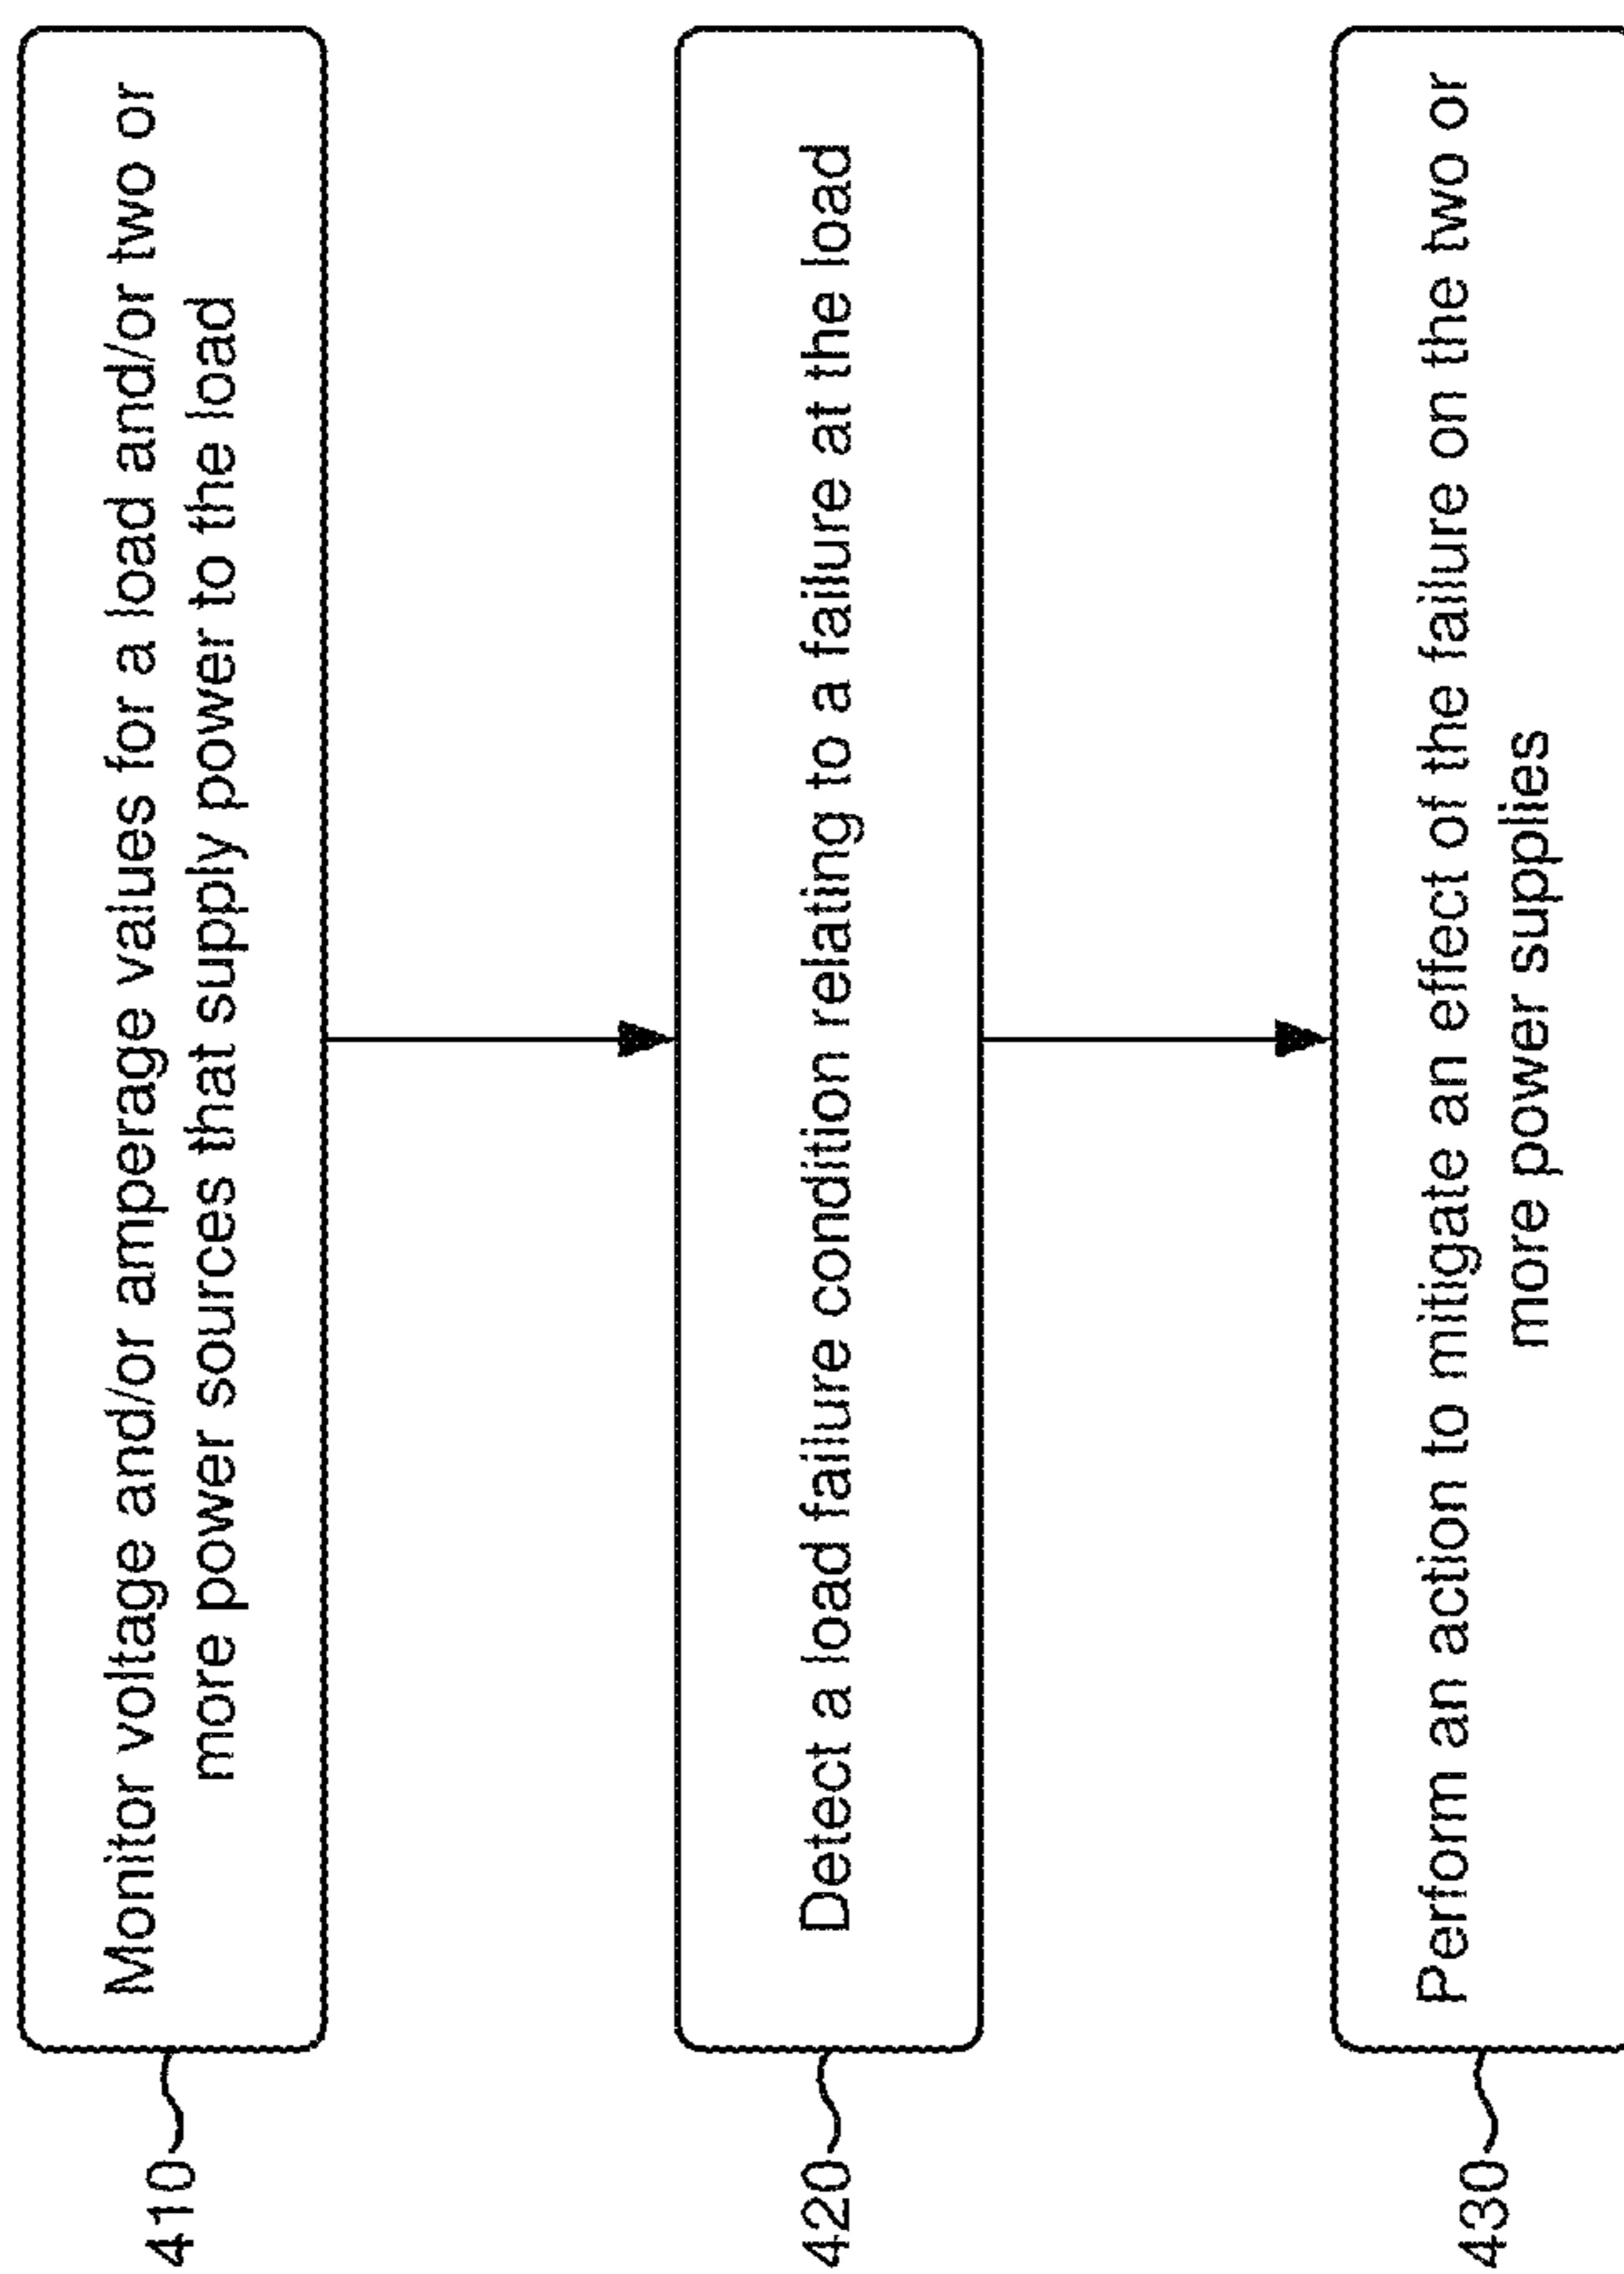 410
Monitor voltage and/or amperage values for a load and/or two or
more power sources that supply power to the load
420
Detect a load failure condition relating to a failure at the load
430
Perform an action to mitigate an effect of the failure on the two or
more power supplies